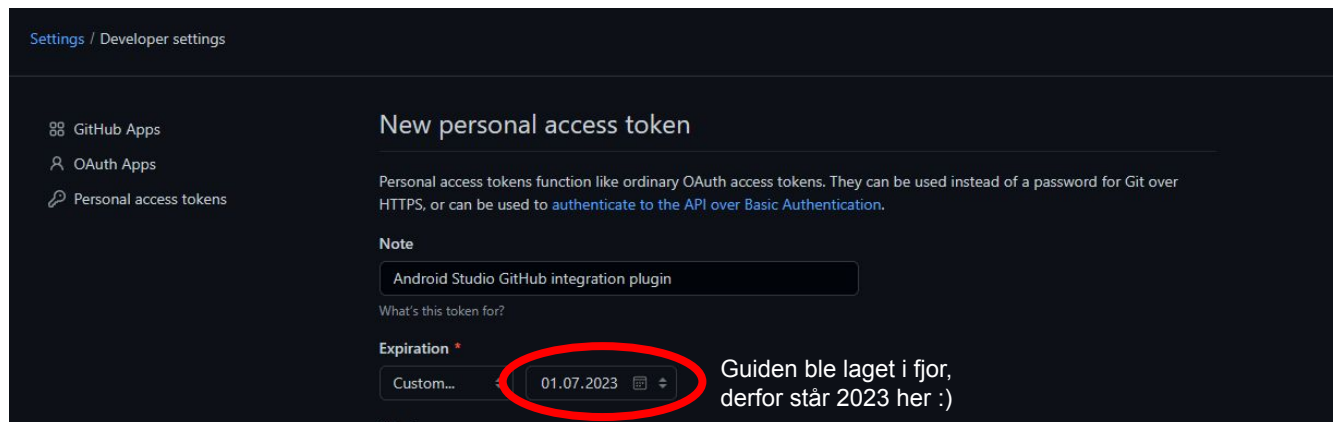 Settings / Developer settings
GitHub Apps
OAuth Apps
Personal access tokens
New personal access token
Personal access tokens function like ordinary OAuth access tokens. They can be used instead of a password for Git over
HTTPS, or can be used to authenticate to the API over Basic Authentication.
Note
Android Studio GitHub integration plugin
What's this token for?
Expiration *
Custom... 01.07.2023
Guiden ble laget i fjor,
derfor står 2023 her :)